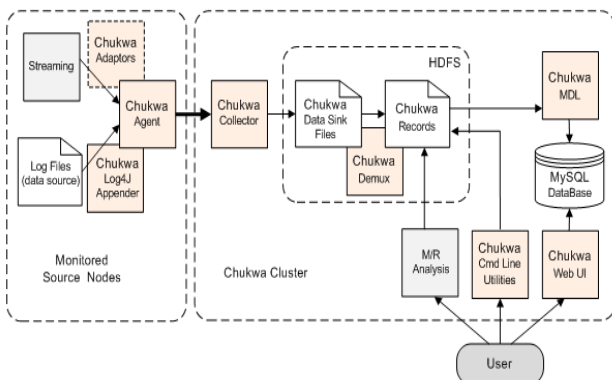 Streaming
Chukwa
Adaptors
Chukwa
Agent
Log Files
(data source)
Chukwa
Log4J
Appender
Monitored
Source Nodes
Chukwa
Collector
HDFS
Chukwa
Data Sink
Files
Chukwa
Records
Chukwa
Demux
Chukwa
MDL
MySQL
DataBase
Chukwa Cluster
M/R
Analysis
Chukwa
Cmd Line
Utilities
Chukwa
Web UI
User